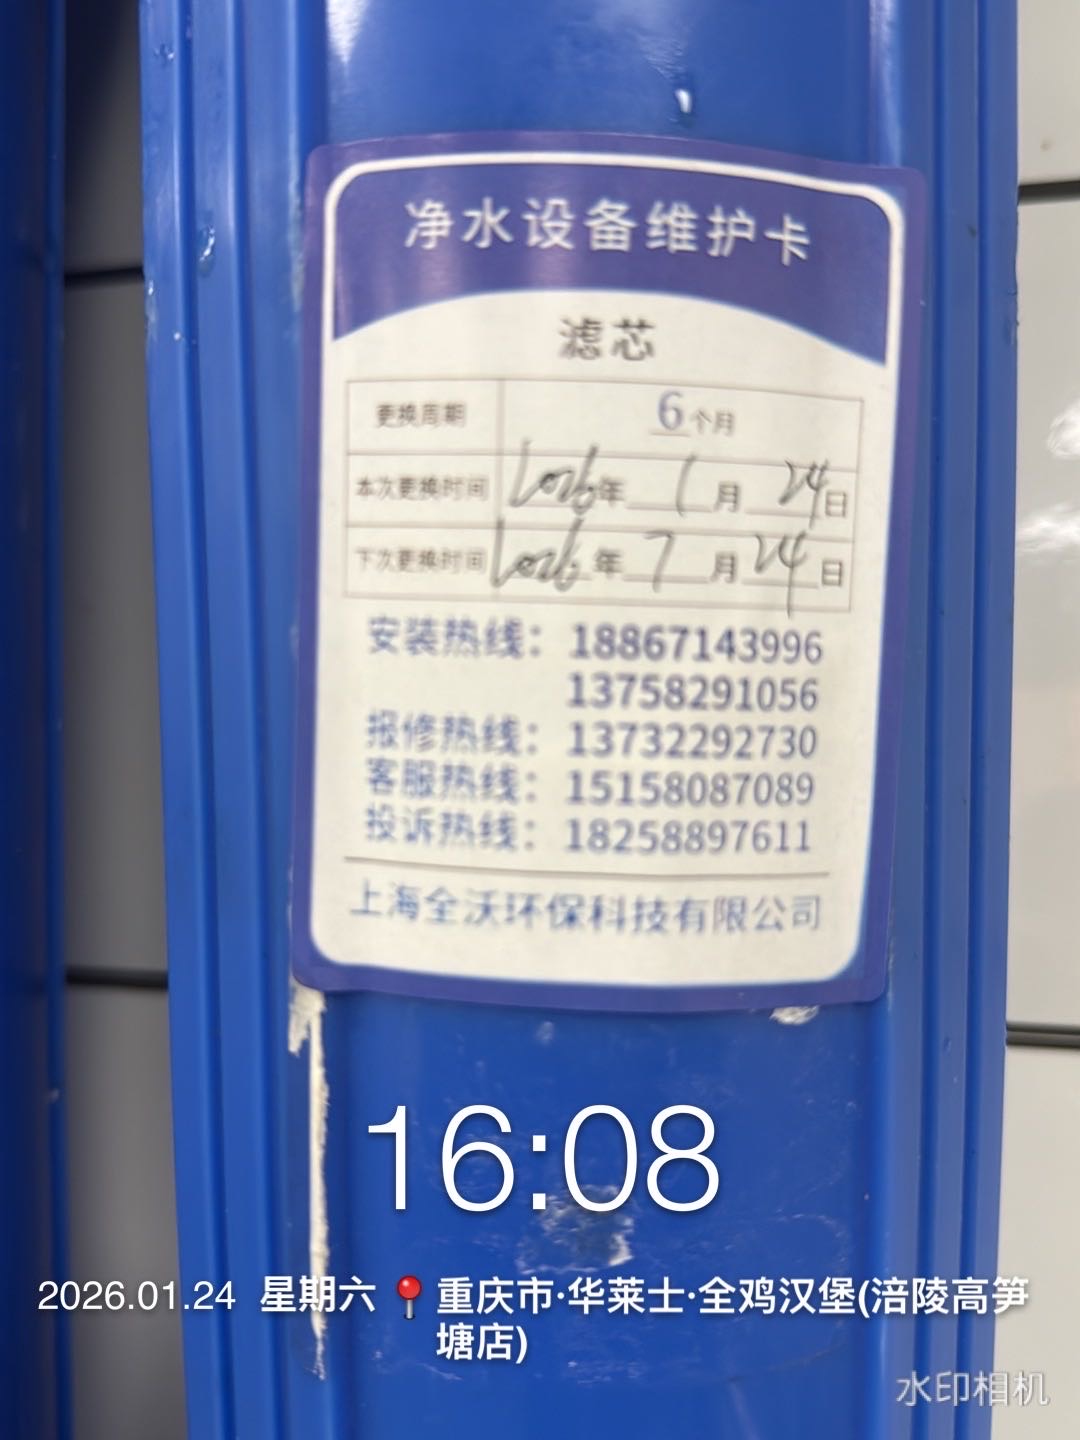 净水设备维护卡
滤芯
更换周期 6个月
本次更换时间 2026年1月24日
下次更换时间 2026年7月24日
安装热线：18867143996
13758291056
报修热线：13732292730
客服热线：15158087089
投诉热线：18258897611
上海全沃环保科技有限公司
16:08
2026.01.24 星期六 重庆市·华莱士·全鸡汉堡(涪陵高笋
塘店)
水印相机